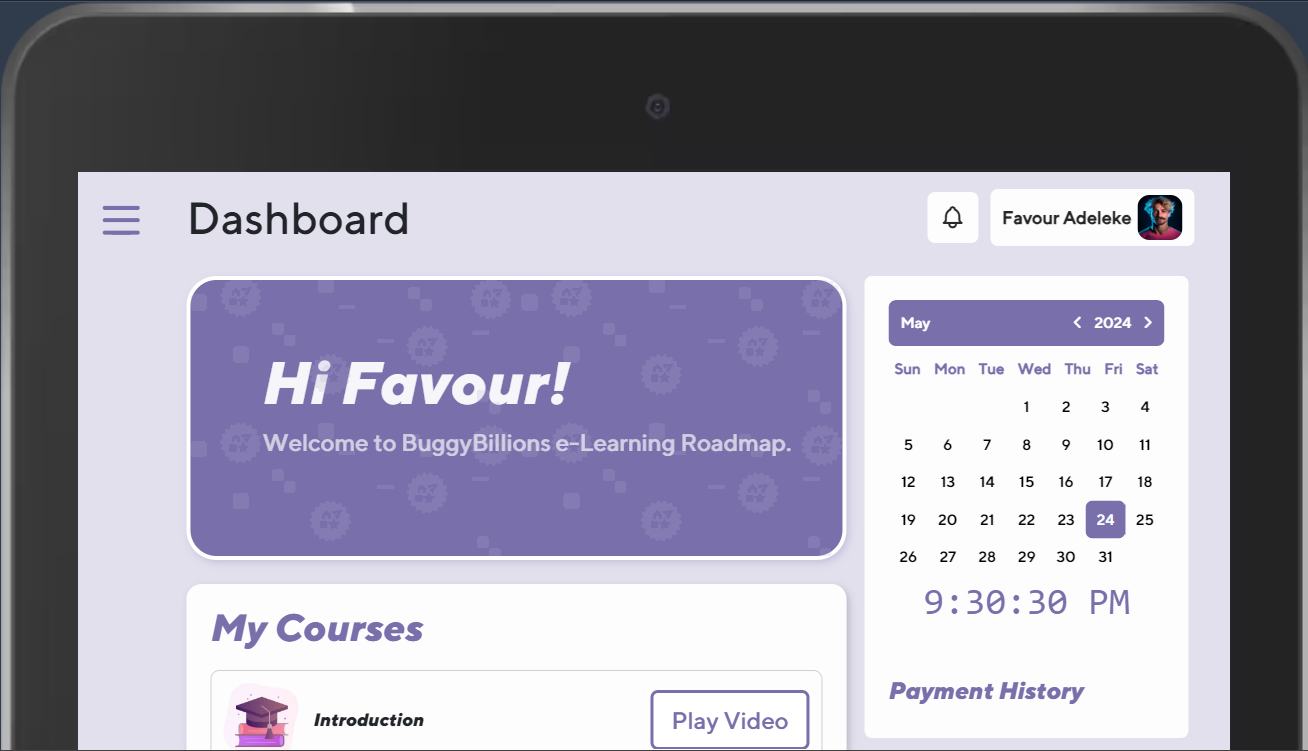 Dashboard
Favour Adeleke
Hi Favour!
Welcome to BuggyBillions e-Learning Roadmap.
My Courses
Introduction
Play Video
May 2024
Sun Mon Tue Wed Thu Fri Sat
1 2 3 4
5 6 7 8 9 10 11
12 13 14 15 16 17 18
19 20 21 22 23 24 25
26 27 28 29 30 31
9:30:30 PM
Payment History